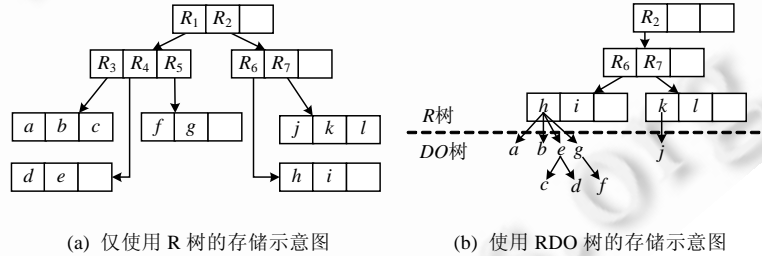 R1 R2
R3 R4 R5
R6 R7
a b c
f g
j k l
d e
h i
(a) 仅使用 R 树的存储示意图
R2
R6 R7
h i
k l
R树
DO树
a b e g j
c d f
(b) 使用 RDO 树的存储示意图